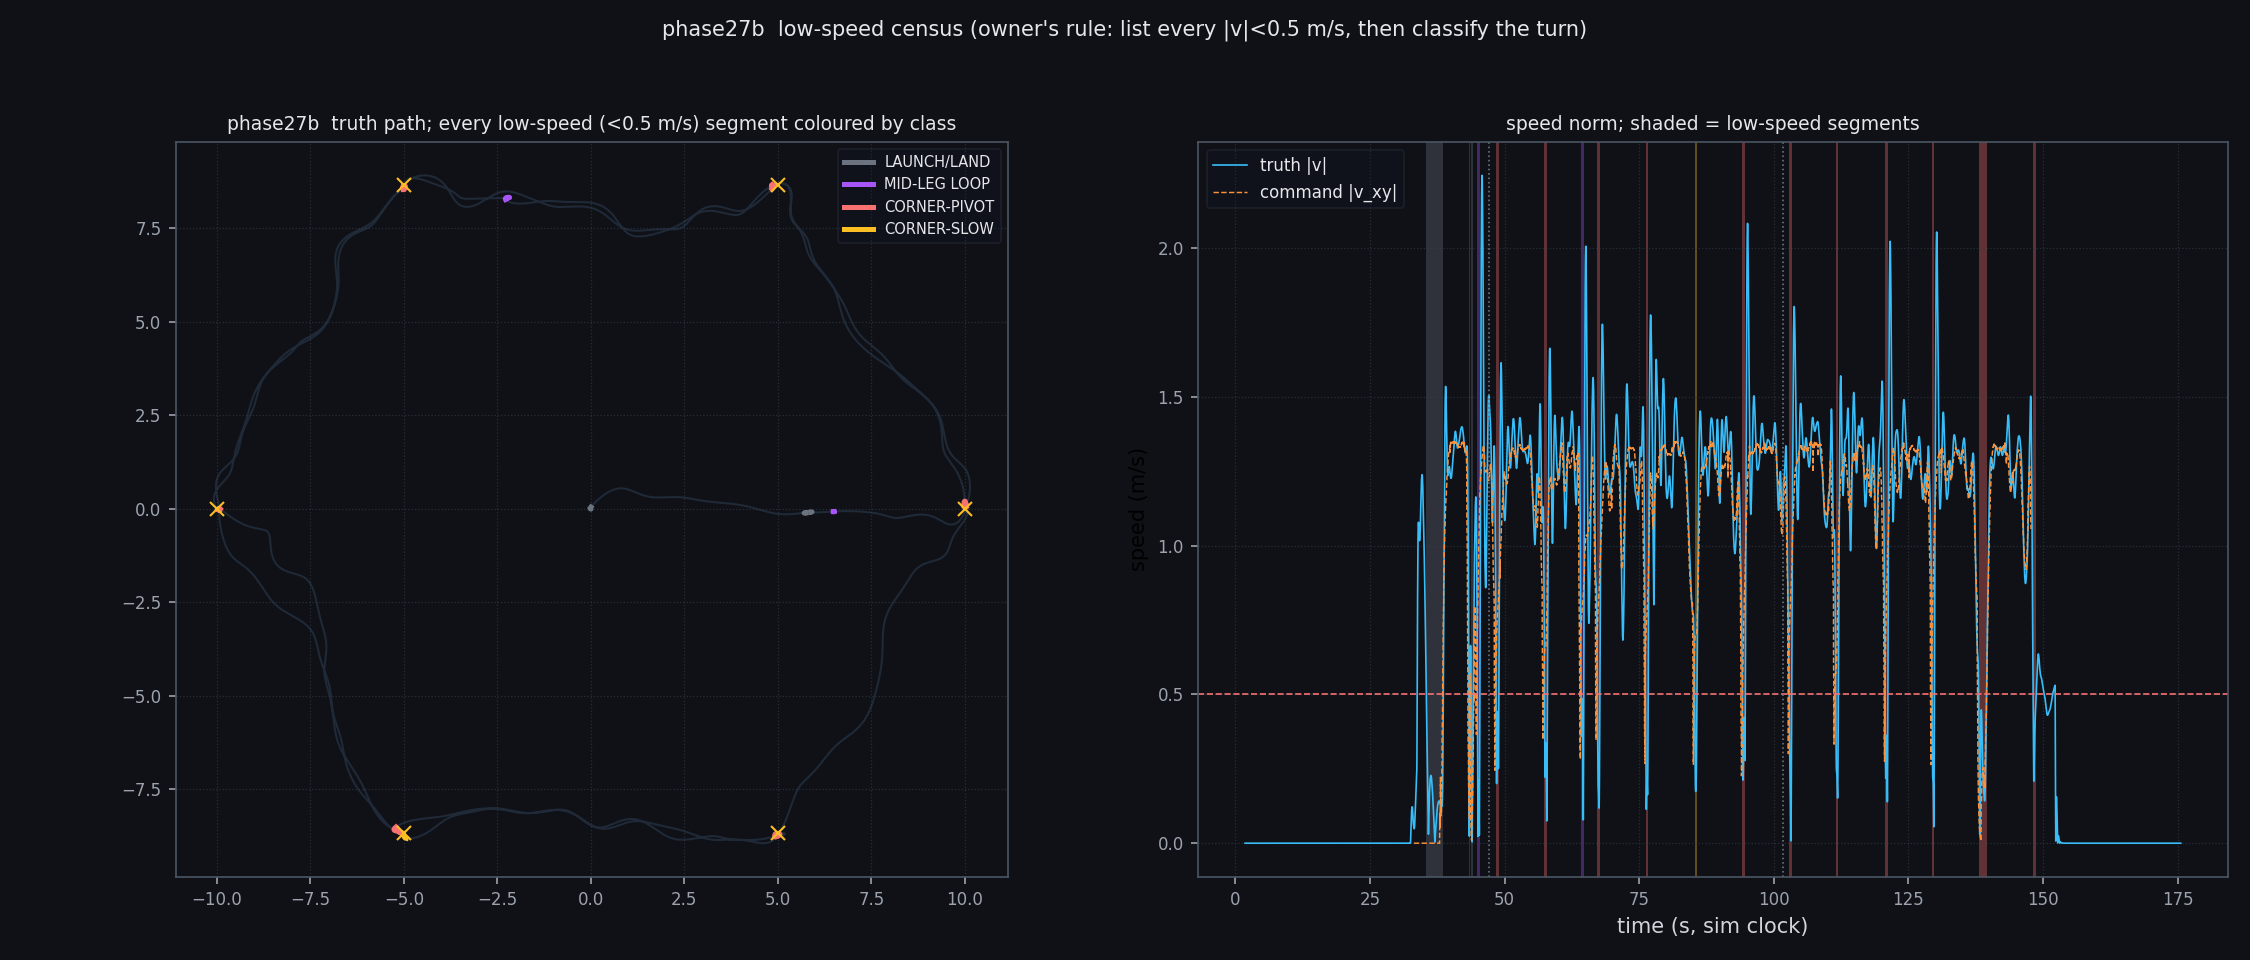 phase27b  low-speed census (owner's rule: list every |v|<0.5 m/s, then classify the turn)
phase27b  truth path; every low-speed (<0.5 m/s) segment coloured by class
LAUNCH/LAND
MID-LEG LOOP
CORNER-PIVOT
CORNER-SLOW
7.5
5.0
2.5
0.0
−2.5
−5.0
−7.5
−10.0
−7.5
−5.0
−2.5
0.0
2.5
5.0
7.5
10.0
speed norm; shaded = low-speed segments
truth |v|
command |v_xy|
speed (m/s)
2.0
1.5
1.0
0.5
0.0
0
25
50
75
100
125
150
175
time (s, sim clock)